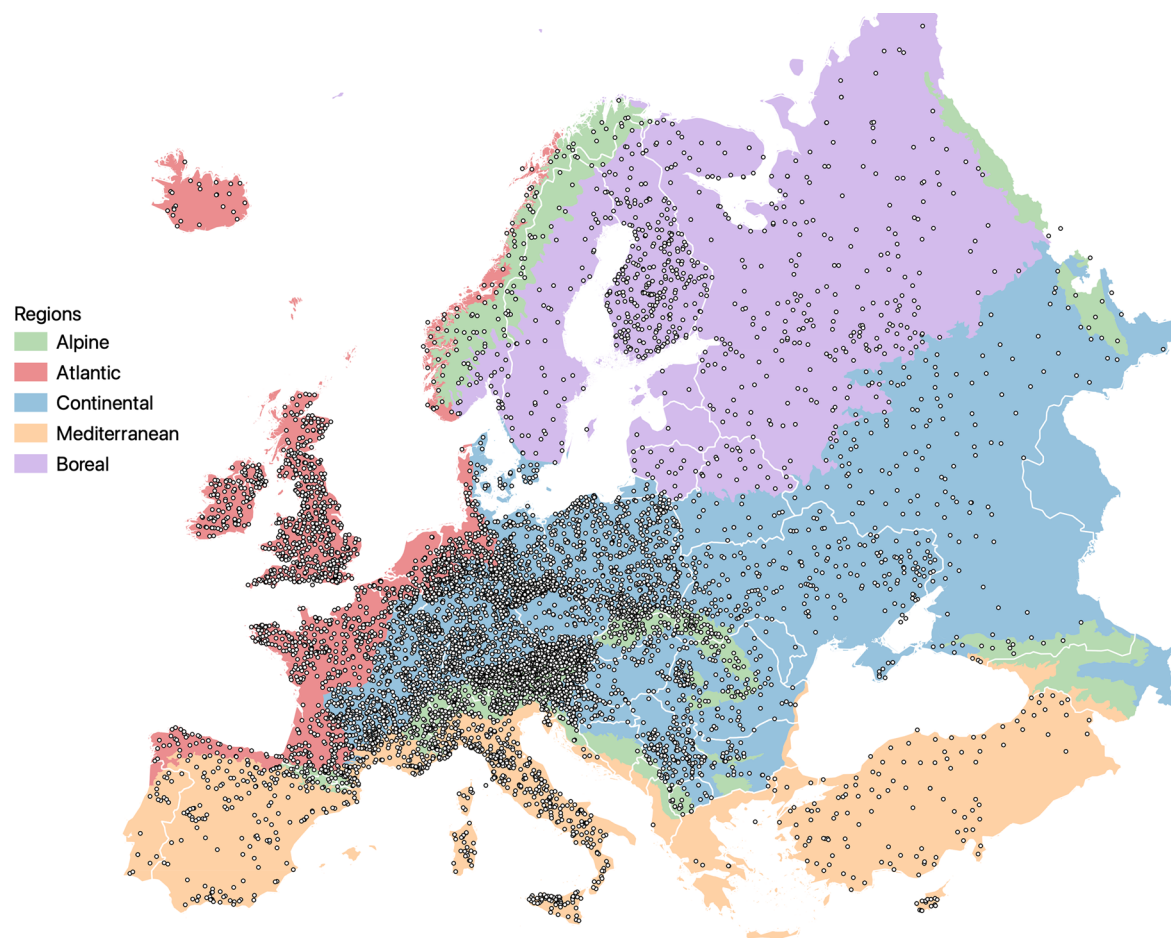 Regions
Alpine
Atlantic
Continental
Mediterranean
Boreal